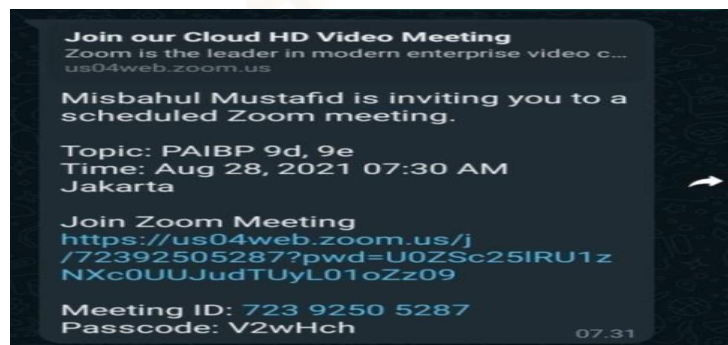 Join our Cloud HD Video Meeting
Zoom is the leader in modern enterprise video c...
us04web.zoom.us
Misbahul Mustafid is inviting you to a
scheduled Zoom meeting.
Topic: PAIBP 9d, 9e
Time: Aug 28, 2021 07:30 AM
Jakarta
Join Zoom Meeting
https://us04web.zoom.us/j
/72392505287?pwd=U0ZSc25lRU1z
NXc0UUJudTUyL01oZz09
Meeting ID: 723 9250 5287
Passcode: V2wHch
07.31